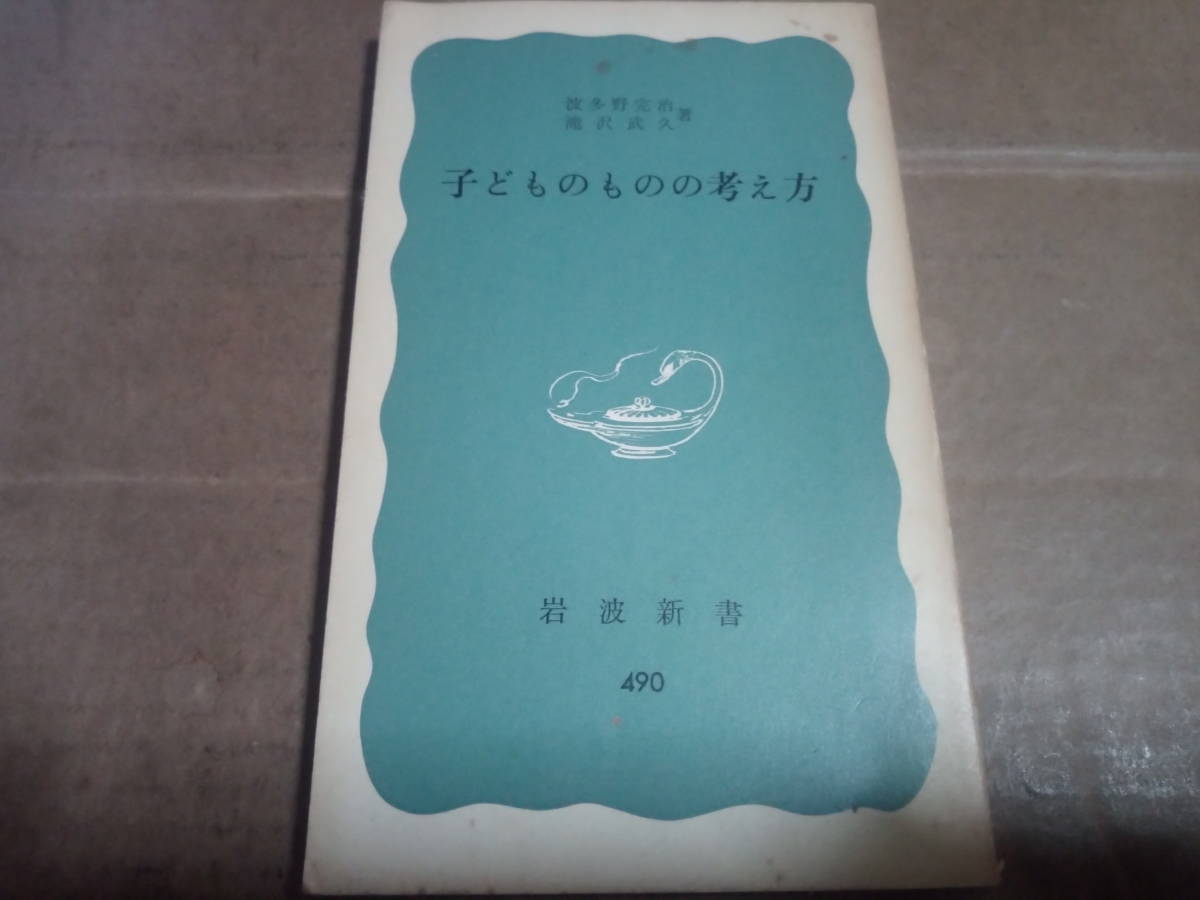 波多野完治
滝沢武久 著
子どものものの考え方
岩波新書
490